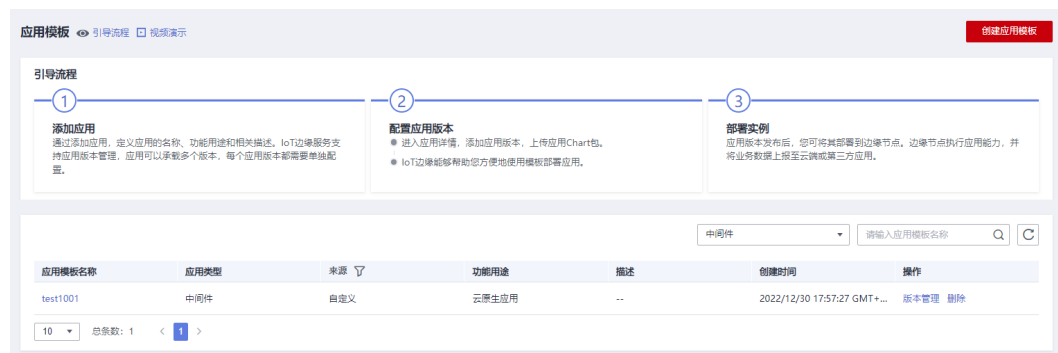 应用模板 引导流程 视频演示 创建应用模板
引导流程
1 2 3
添加应用 配置应用版本 部署实例
通过添加应用，定义应用的名称、功能用途和相关描述。IoT边缘服务支
持应用版本管理，应用可以承载多个版本，每个应用版本都需要单独配
置。
进入应用详情，添加应用版本，上传应用Chart包。
IoT边缘能够帮助您方便地使用模板部署应用。
应用版本发布后，您可将其部署到边缘节点。边缘节点执行应用能力，并
将业务数据上报至云端或第三方应用。
中间件 请输入应用模板名称
应用模板名称 应用类型 来源 功能用途 描述 创建时间 操作
test1001 中间件 自定义 云原生应用 -- 2022/12/30 17:57:27 GMT+... 版本管理 删除
10 总条数：1 < 1 >